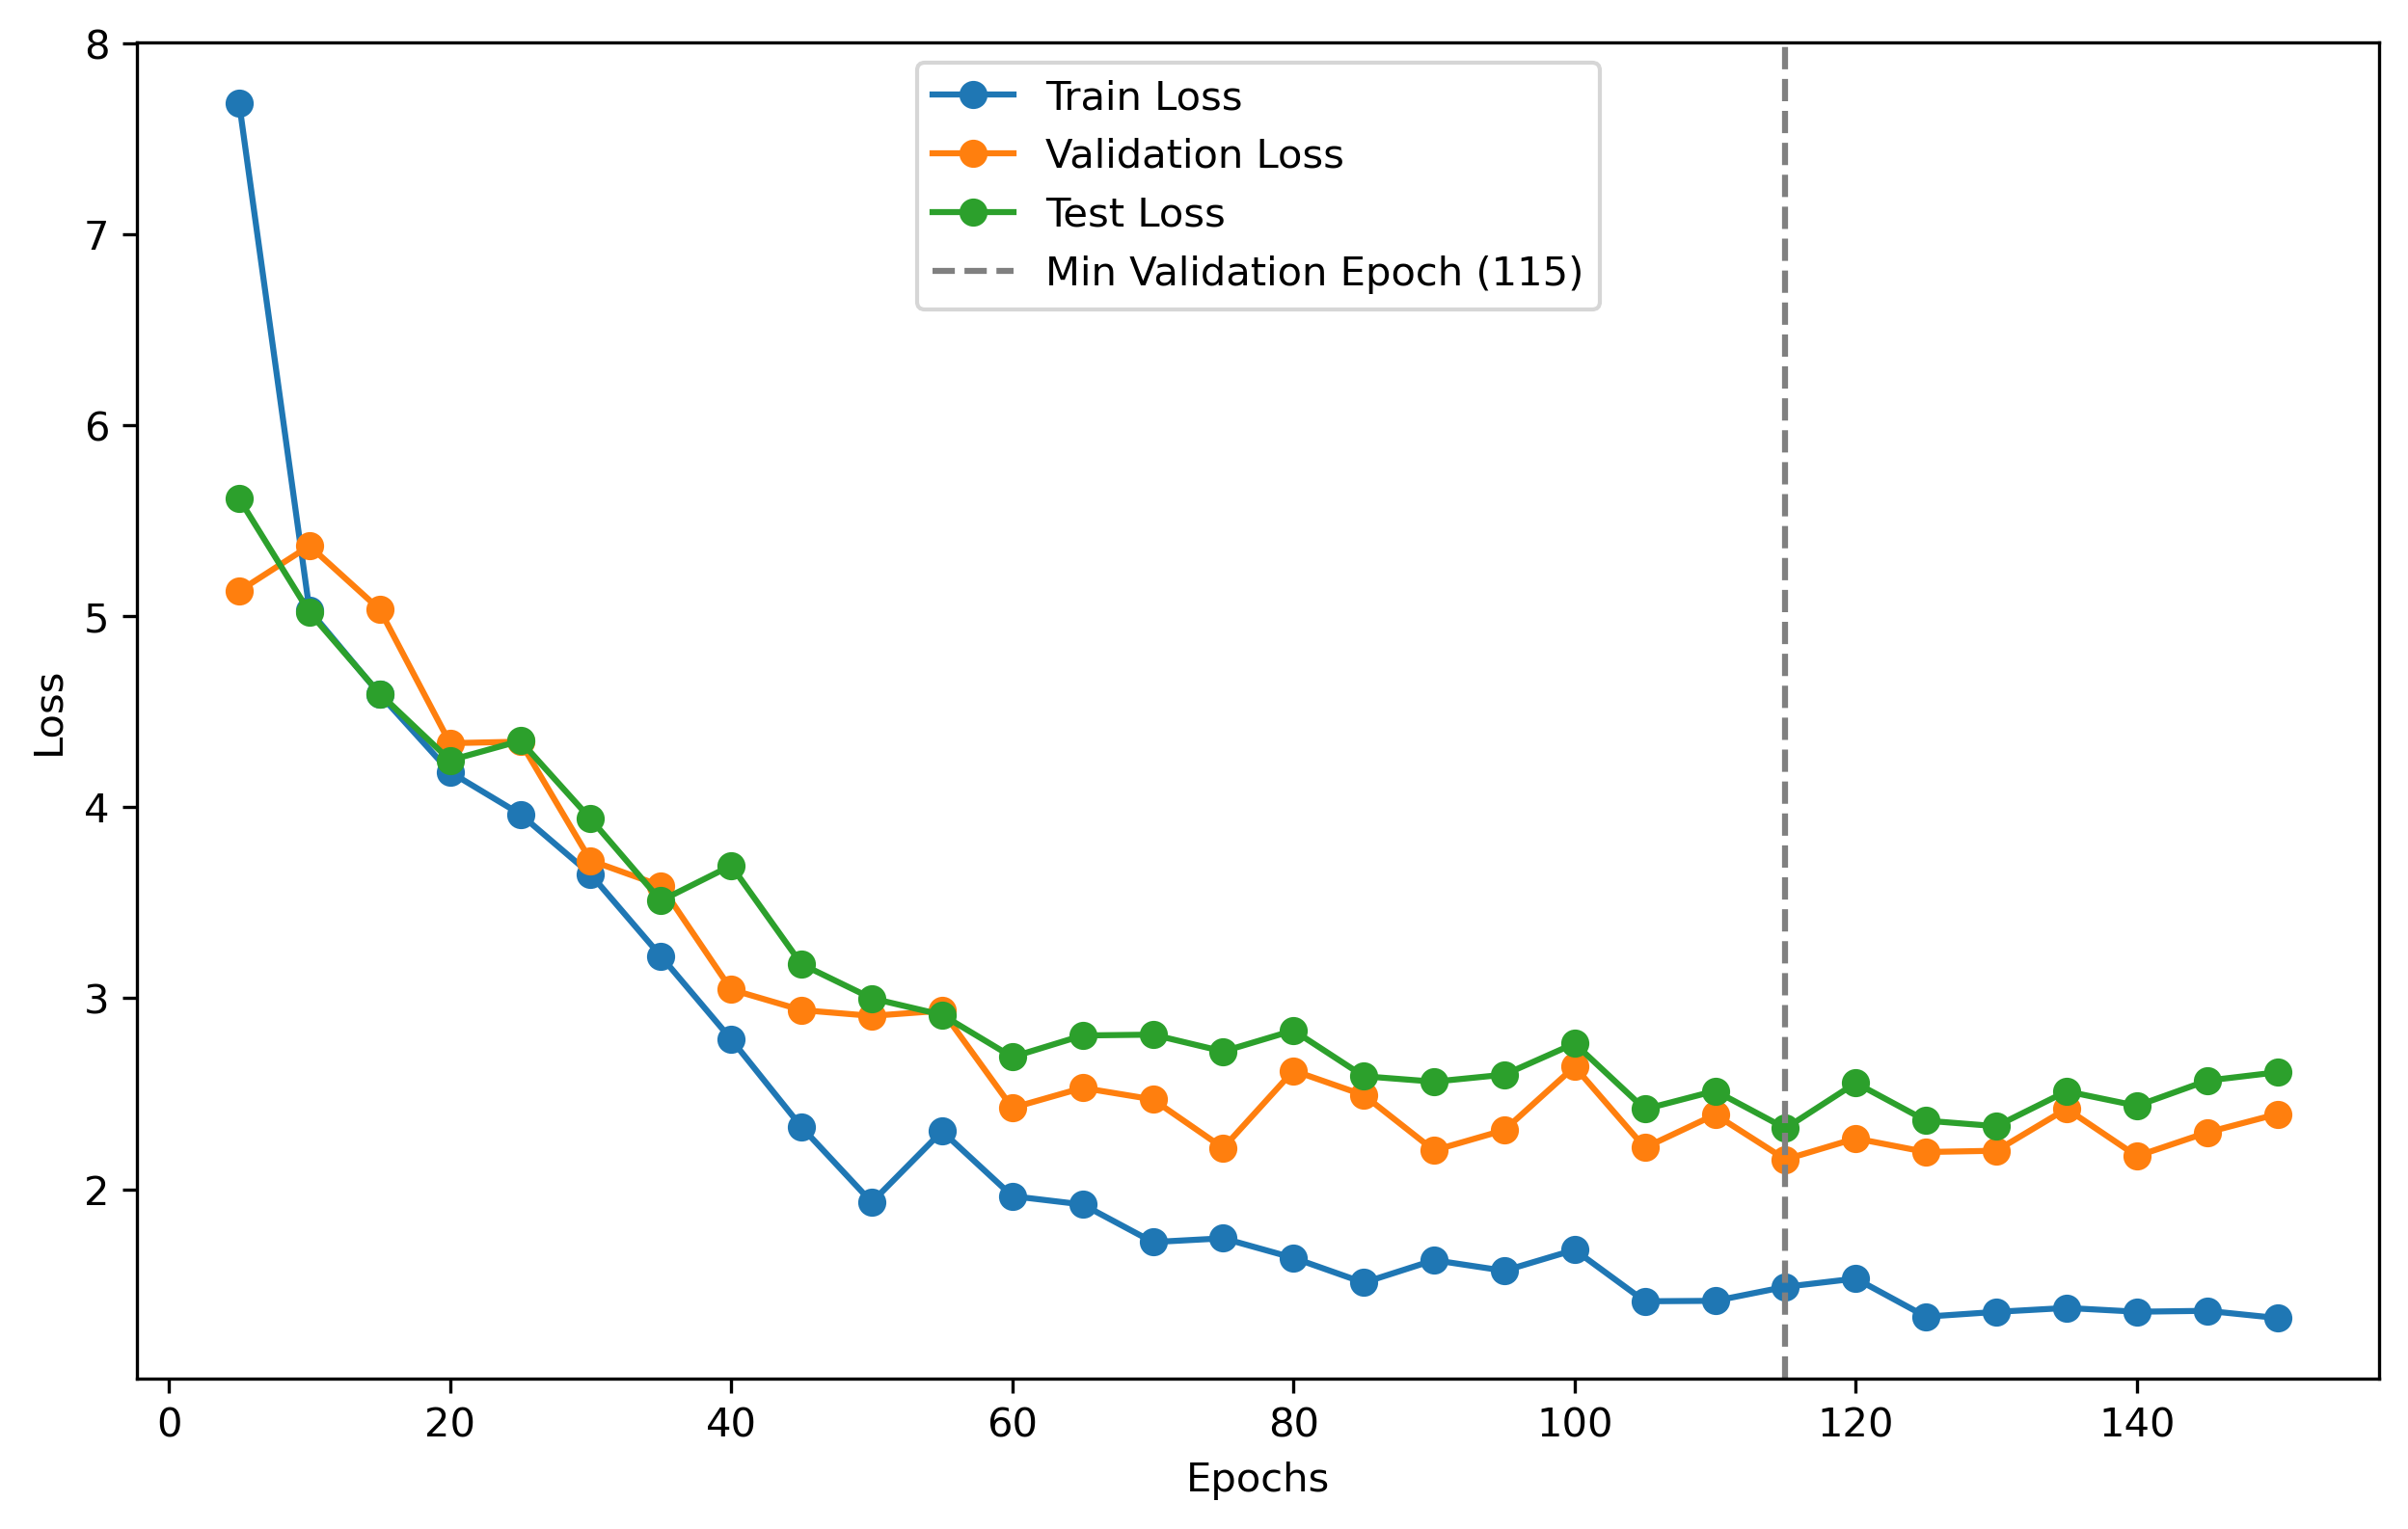 8
7
6
5
4
3
2
Loss
Train Loss
Validation Loss
Test Loss
Min Validation Epoch (115)
0 20 40 60 80 100 120 140
Epochs